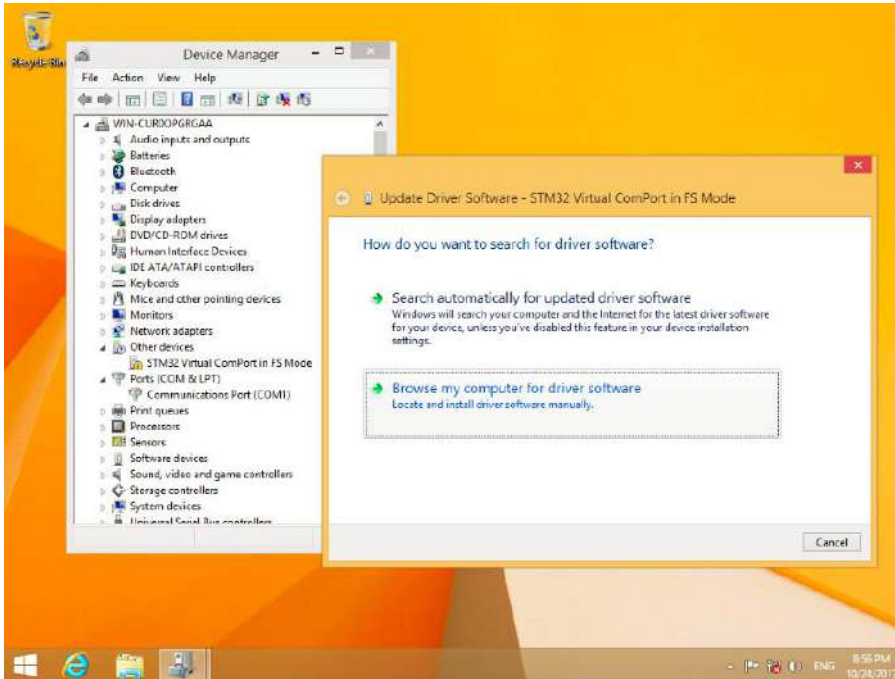 Recycle Bin
Device Manager
File Action View Help
WIN-CUROOPGRGAA
Audio inputs and outputs
Batteries
Bluetooth
Computer
Disk drives
Display adapters
DVD/CD-ROM drives
Human Interface Devices
IDE ATA/ATAPI controllers
Keyboards
Mice and other pointing devices
Monitors
Network adapters
Other devices
STM32 Virtual ComPort in FS Mode
Ports (COM & LPT)
Communications Port (COM1)
Print queues
Processors
Sensors
Software devices
Sound, video and game controllers
Storage controllers
System devices
Universal Serial Bus controllers
Update Driver Software - STM32 Virtual ComPort in FS Mode
How do you want to search for driver software?
Search automatically for updated driver software
Windows will search your computer and the Internet for the latest driver software
for your device, unless you've disabled this feature in your device installation
settings.
Browse my computer for driver software
Locate and install driver software manually.
Cancel
ENG
8:56 PM